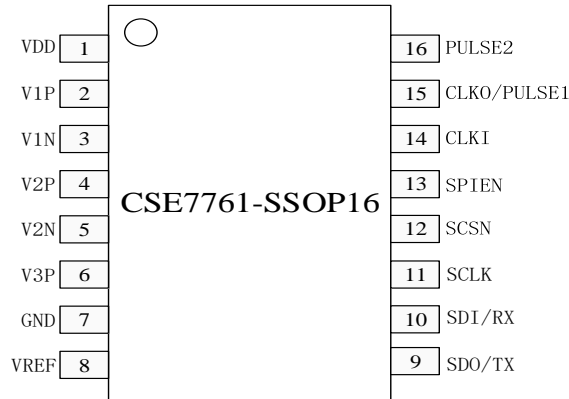 VDD 1 16 PULSE2
V1P 2 15 CLKO/PULSE1
V1N 3 14 CLKI
V2P 4 13 SPIEN
CSE7761-SSOP16
V2N 5 12 SCSN
V3P 6 11 SCLK
GND 7 10 SDI/RX
VREF 8 9 SDO/TX